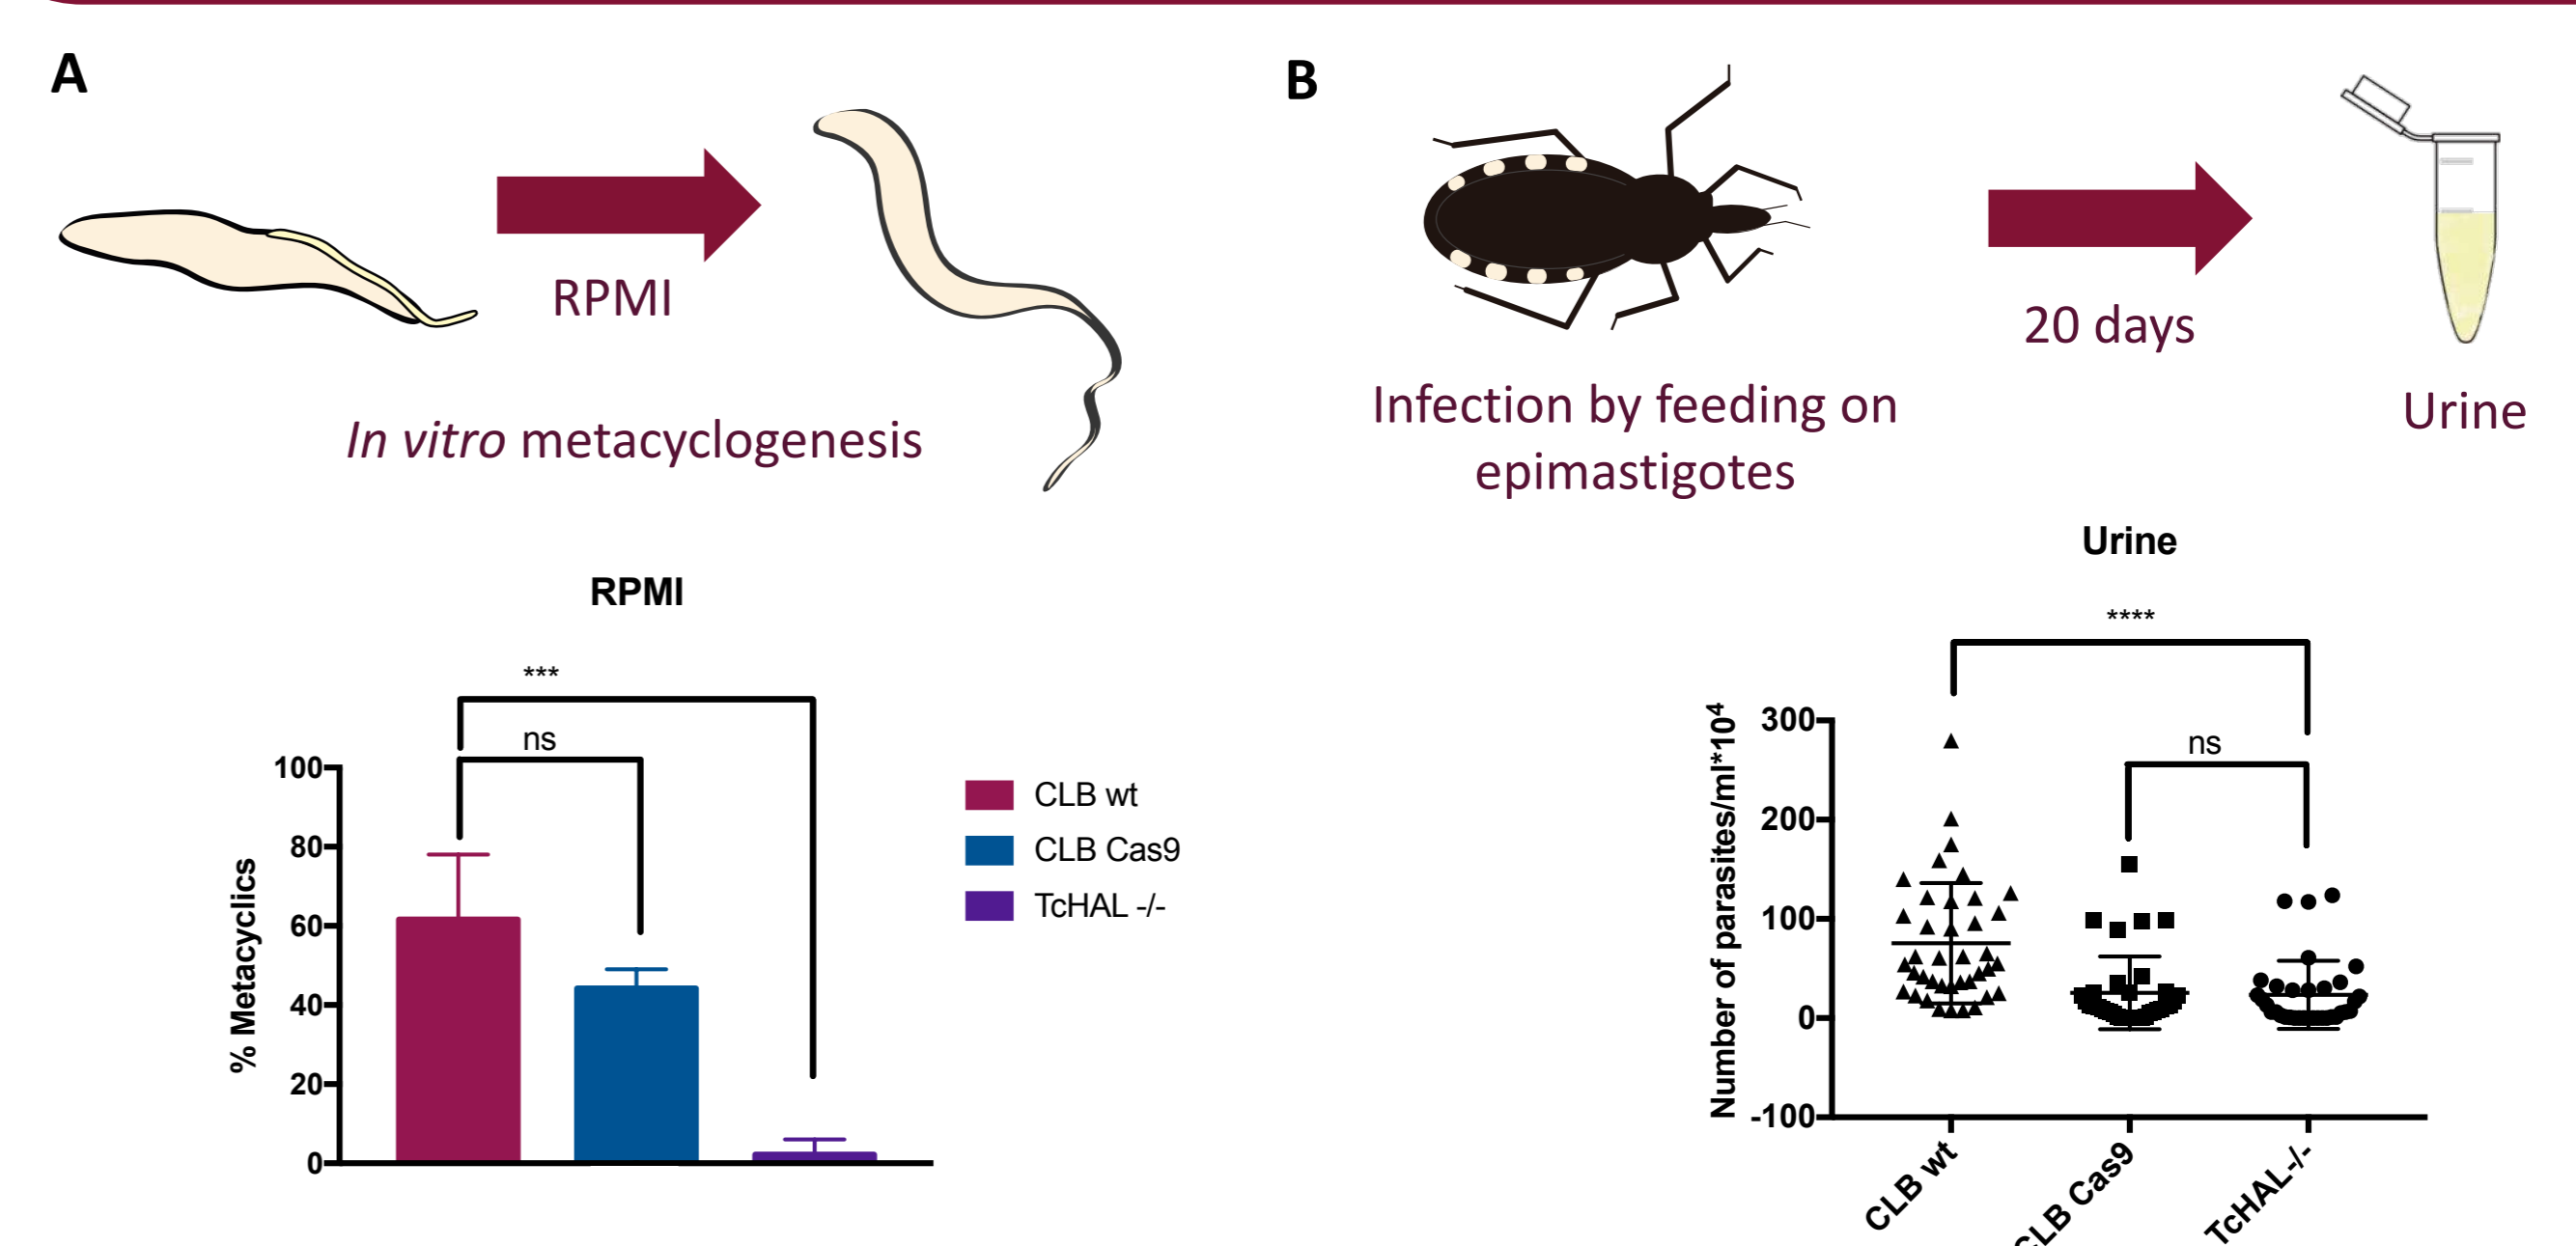 A
RPMI
In vitro metacyclogenesis
RPMI
***
ns
100
80
60
40
20
0
% Metacyclics
CLB wt
CLB Cas9
TcHAL -/-
B
20 days
Infection by feeding on
epimastigotes
Urine
Urine
****
ns
300
200
100
0
-100
Number of parasites/ml*10⁴
CLB wt
CLB Cas9
TcHAL-/-